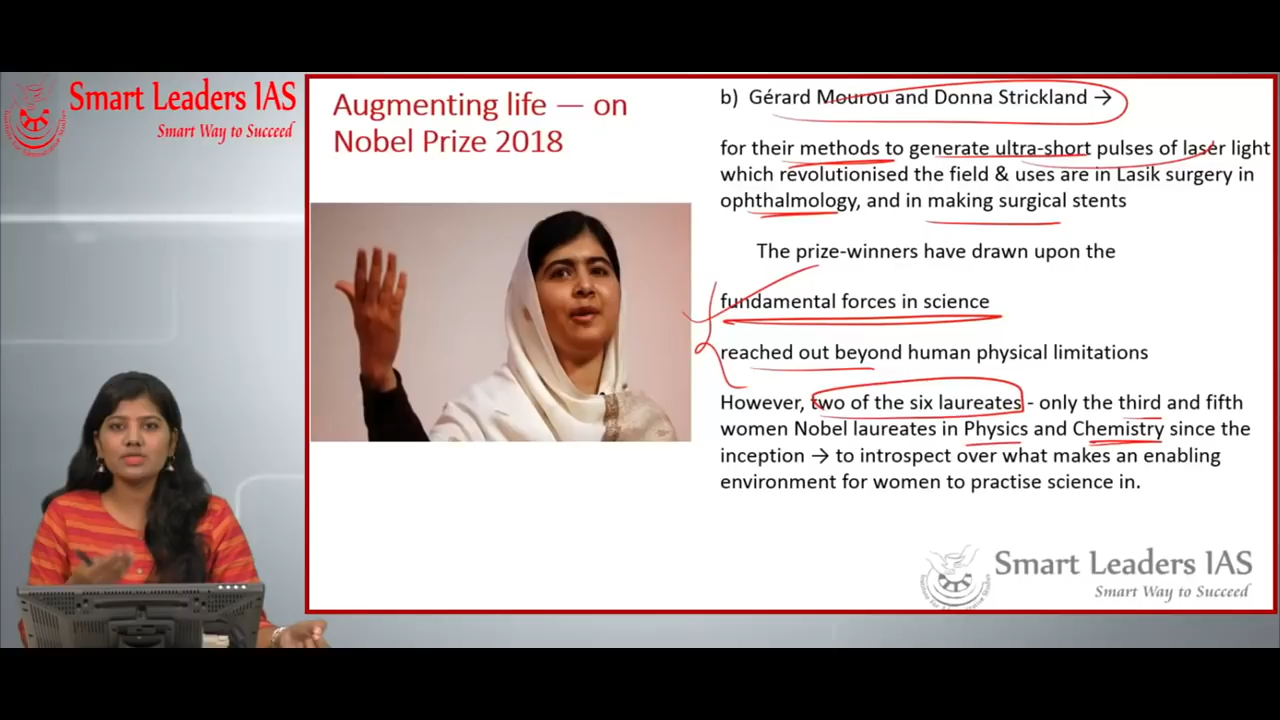 Smart Leaders IAS
Smart Way to Succeed
Augmenting life — on
Nobel Prize 2018
b) Gérard Mourou and Donna Strickland →
for their methods to generate ultra-short pulses of laser light
which revolutionised the field & uses are in Lasik surgery in
ophthalmology, and in making surgical stents
The prize-winners have drawn upon the
fundamental forces in science
reached out beyond human physical limitations
However, two of the six laureates - only the third and fifth
women Nobel laureates in Physics and Chemistry since the
inception → to introspect over what makes an enabling
environment for women to practise science in.
Smart Leaders IAS
Smart Way to Succeed